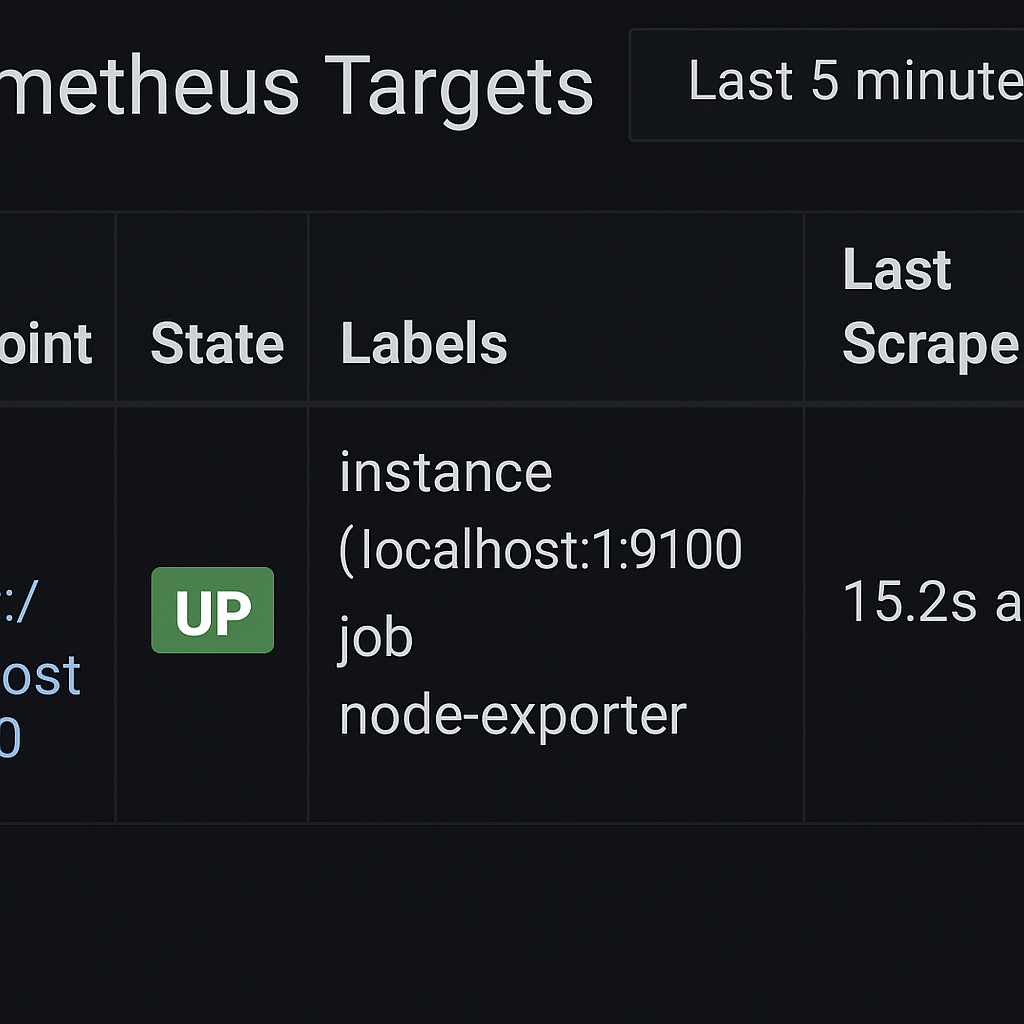 metheus Targets
Last 5 minute
oint
State
Labels
Last
Scrape
::/
ost
0
UP
instance
(localhost:1:9100
job
node-exporter
15.2s a